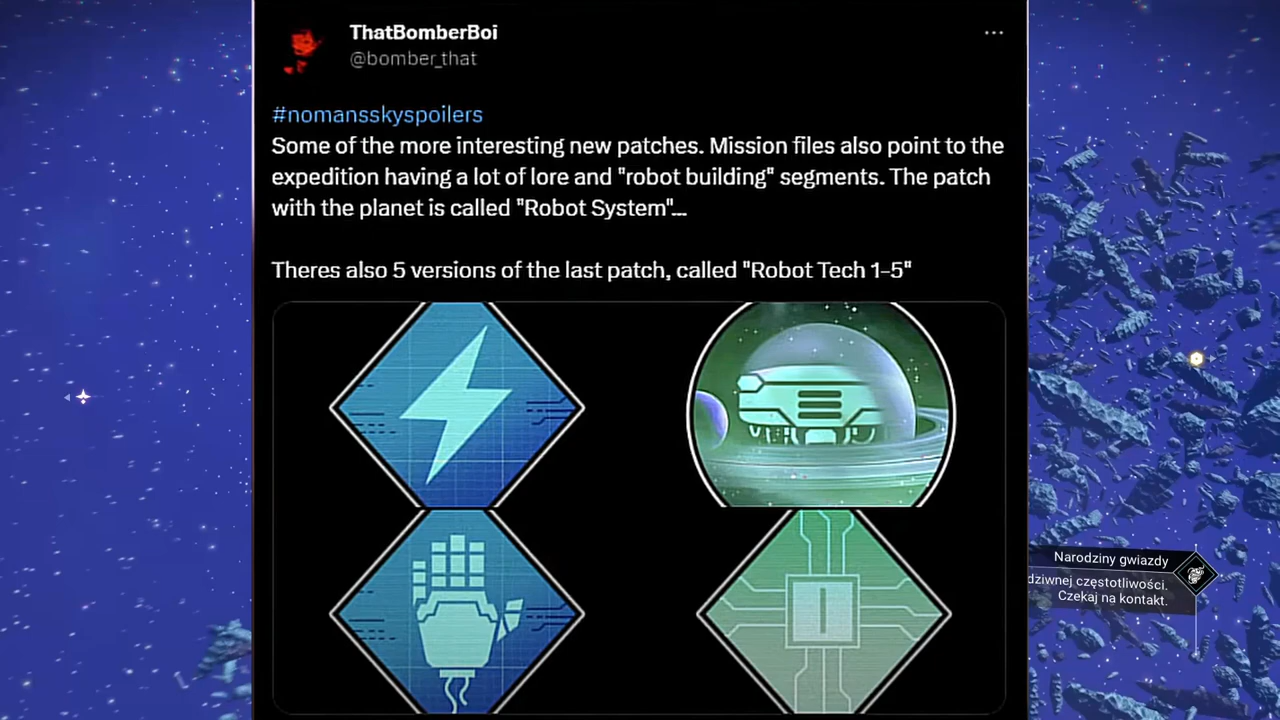 ThatBomberBoi
@bomber_that
#nomansskyspoilers
Some of the more interesting new patches. Mission files also point to the
expedition having a lot of lore and "robot building" segments. The patch
with the planet is called "Robot System"...
Theres also 5 versions of the last patch, called "Robot Tech 1-5"
Narodziny gwiazdy
dziwnej częstotliwości.
Czekaj na kontakt.